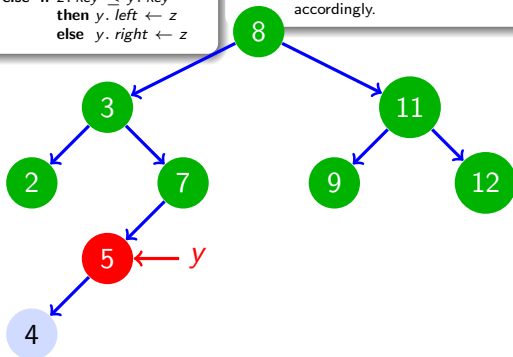 then y. left ← z
else y. right ← z
accordingly.
8
3
11
2
7
9
12
5
y
4